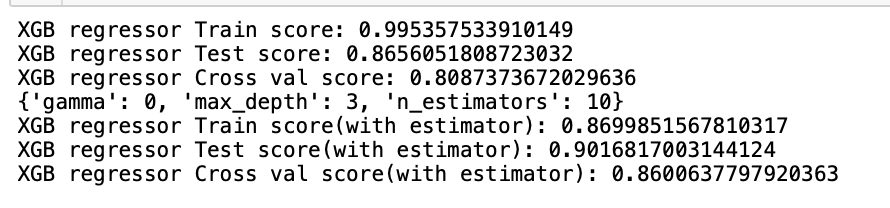 XGB regressor Train score: 0.995357533910149
XGB regressor Test score: 0.8656051808723032
XGB regressor Cross val score: 0.8087373672029636
{'gamma': 0, 'max_depth': 3, 'n_estimators': 10}
XGB regressor Train score(with estimator): 0.8699851567810317
XGB regressor Test score(with estimator): 0.9016817003144124
XGB regressor Cross val score(with estimator): 0.8600637797920363